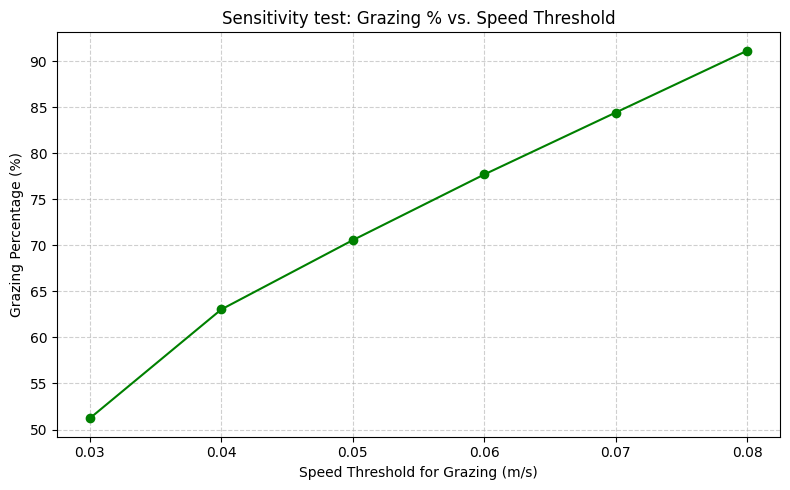 Sensitivity test: Grazing % vs. Speed Threshold
Grazing Percentage (%)
90
85
80
75
70
65
60
55
50
0.03 0.04 0.05 0.06 0.07 0.08
Speed Threshold for Grazing (m/s)